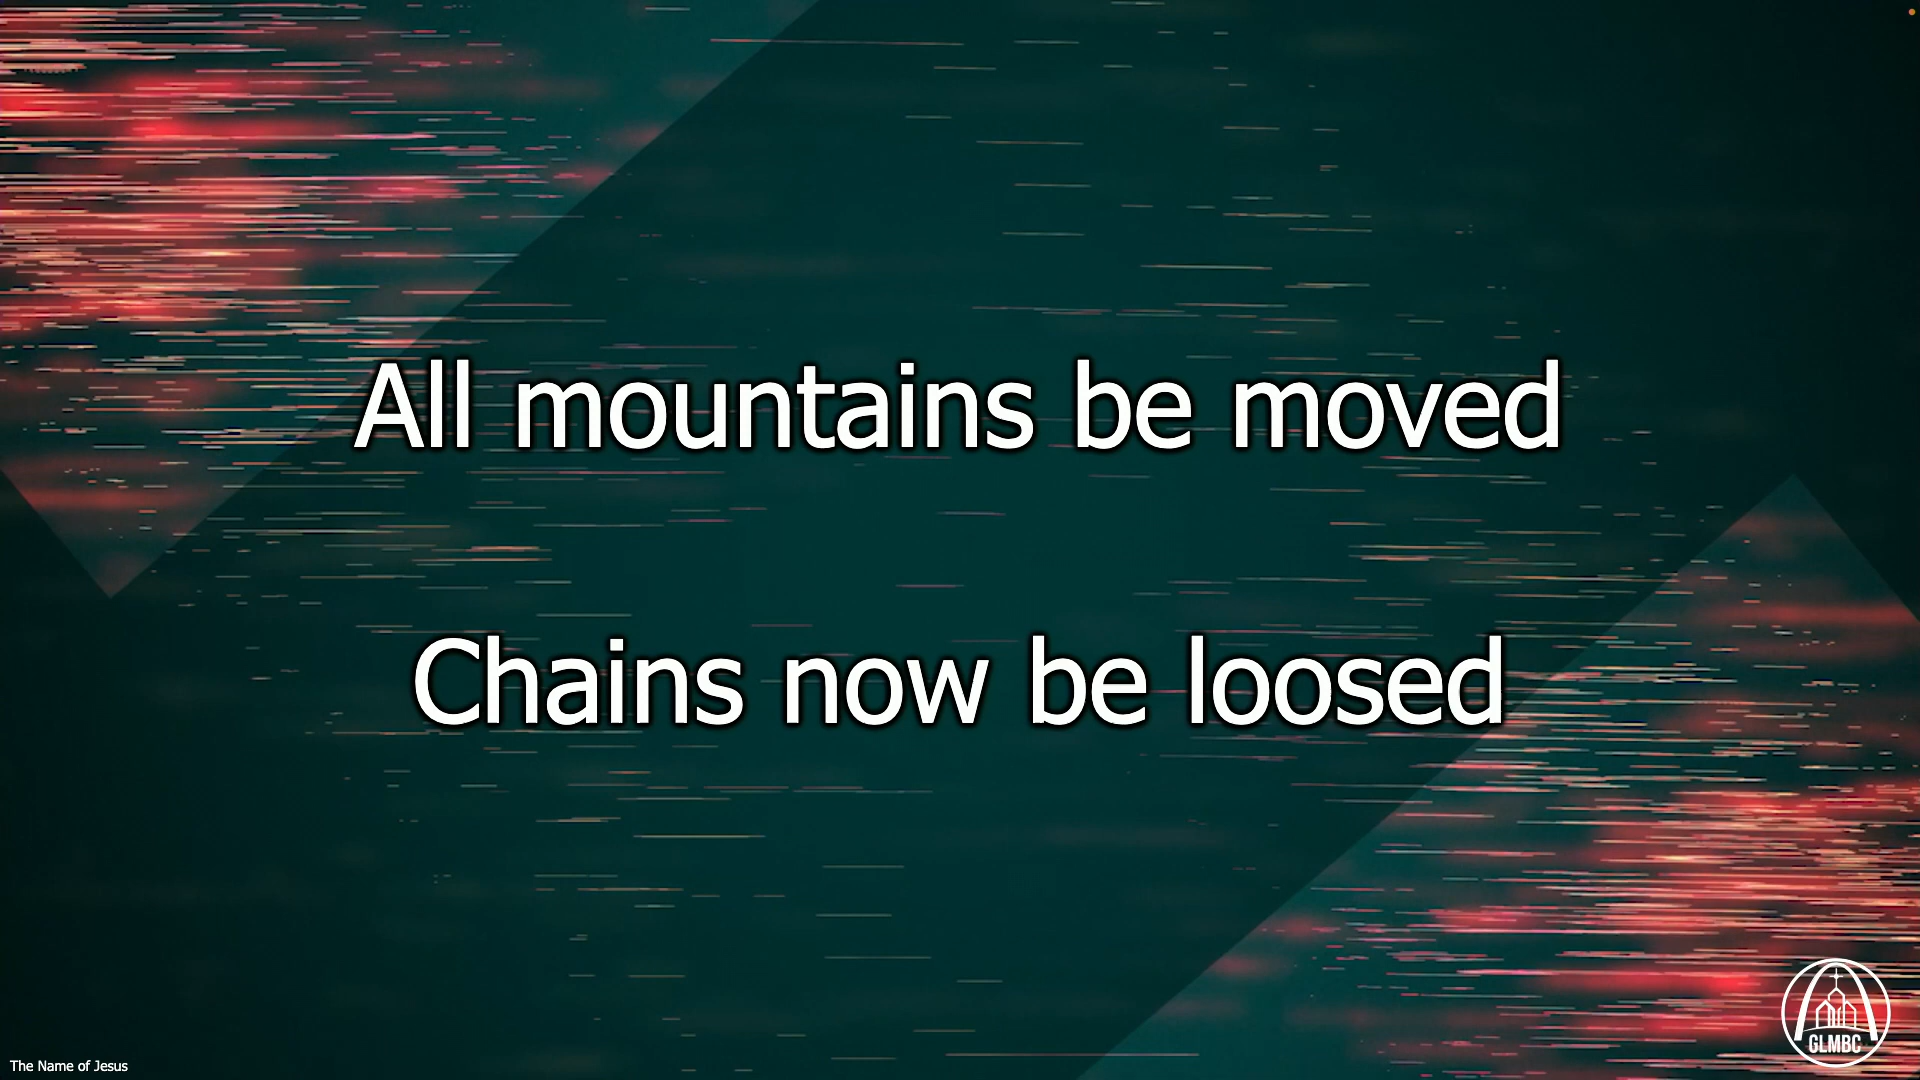 All mountains be moved
Chains now be loosed
GLMBC
The Name of Jesus